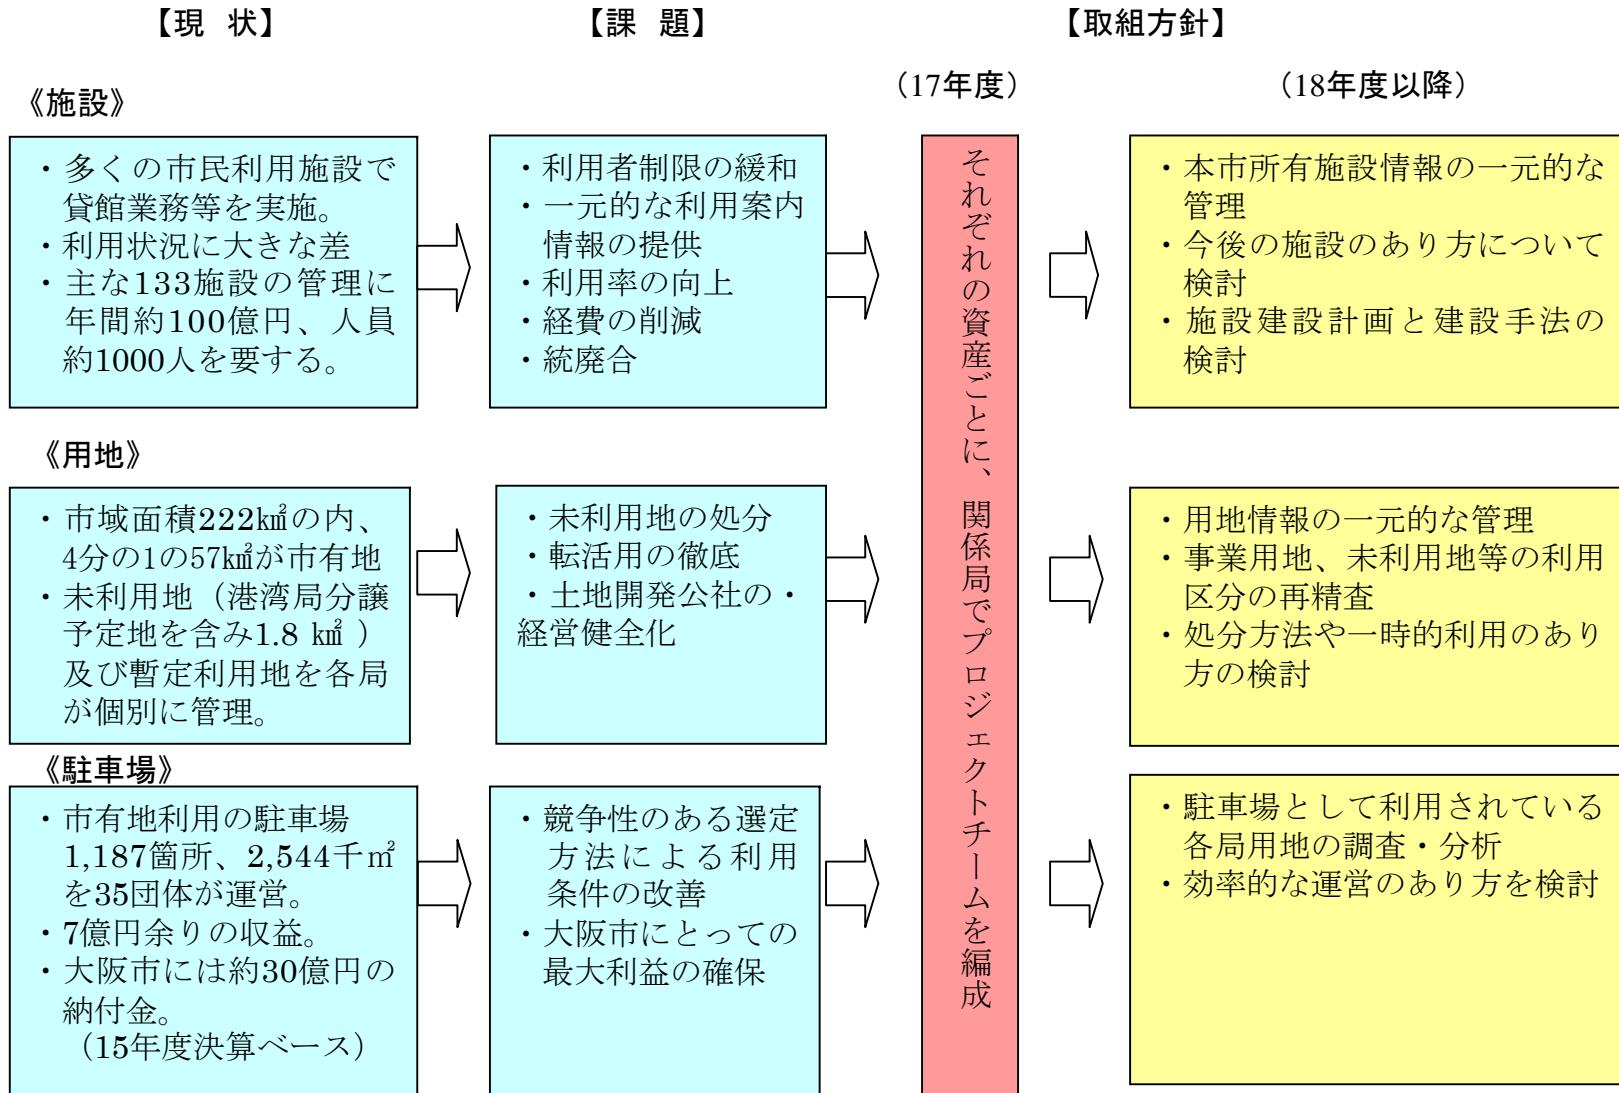 【現 状】
【課 題】
【取組方針】
（17年度）
（18年度以降）
《施設》
・多くの市民利用施設で
貸館業務等を実施。
・利用状況に大きな差
・主な133施設の管理に
年間約100億円、人員
約1000人を要する。
・利用者制限の緩和
・一元的な利用案内
情報の提供
・利用率の向上
・経費の削減
・統廃合
それぞれの資産ごとに、関係局でプロジェクトチームを編成
・本市所有施設情報の一元的な
管理
・今後の施設のあり方について
検討
・施設建設計画と建設手法の
検討
《用地》
・市域面積222㎢の内、
4分の1の57㎢が市有地
・未利用地（港湾局分譲
予定地を含み1.8 ㎢ ）
及び暫定利用地を各局
が個別に管理。
・未利用地の処分
・転活用の徹底
・土地開発公社の・
経営健全化
・用地情報の一元的な管理
・事業用地、未利用地等の利用
区分の再精査
・処分方法や一時的利用のあり
方の検討
《駐車場》
・市有地利用の駐車場
1,187箇所、2,544千㎡
を35団体が運営。
・7億円余りの収益。
・大阪市には約30億円の
納付金。
（15年度決算ベース）
・競争性のある選定
方法による利用
条件の改善
・大阪市にとっての
最大利益の確保
・駐車場として利用されている
各局用地の調査・分析
・効率的な運営のあり方を検討